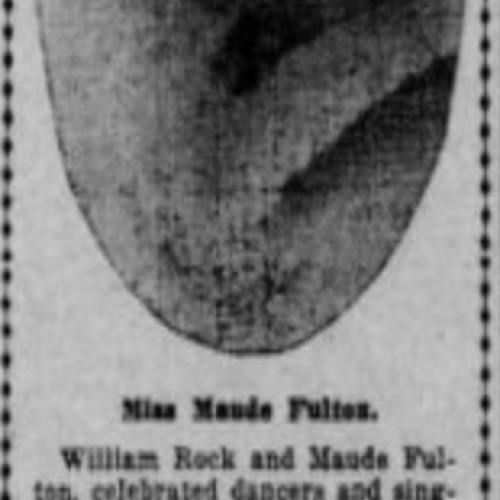 Miss Maude Fulton.
William Rock and Maude Ful-
ton, celebrated dancers and sing-